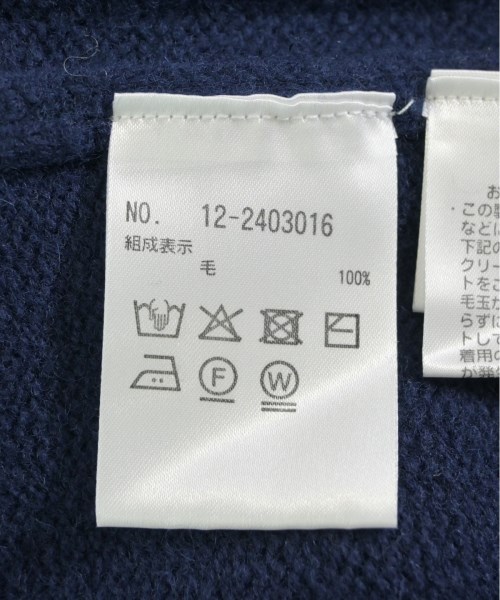 NO. 12-2403016
組成表示
毛 100%
F
W
お
・この製
などに
下記の
クリー
トをこ
毛玉が
らずに
トして
着用の
か発生